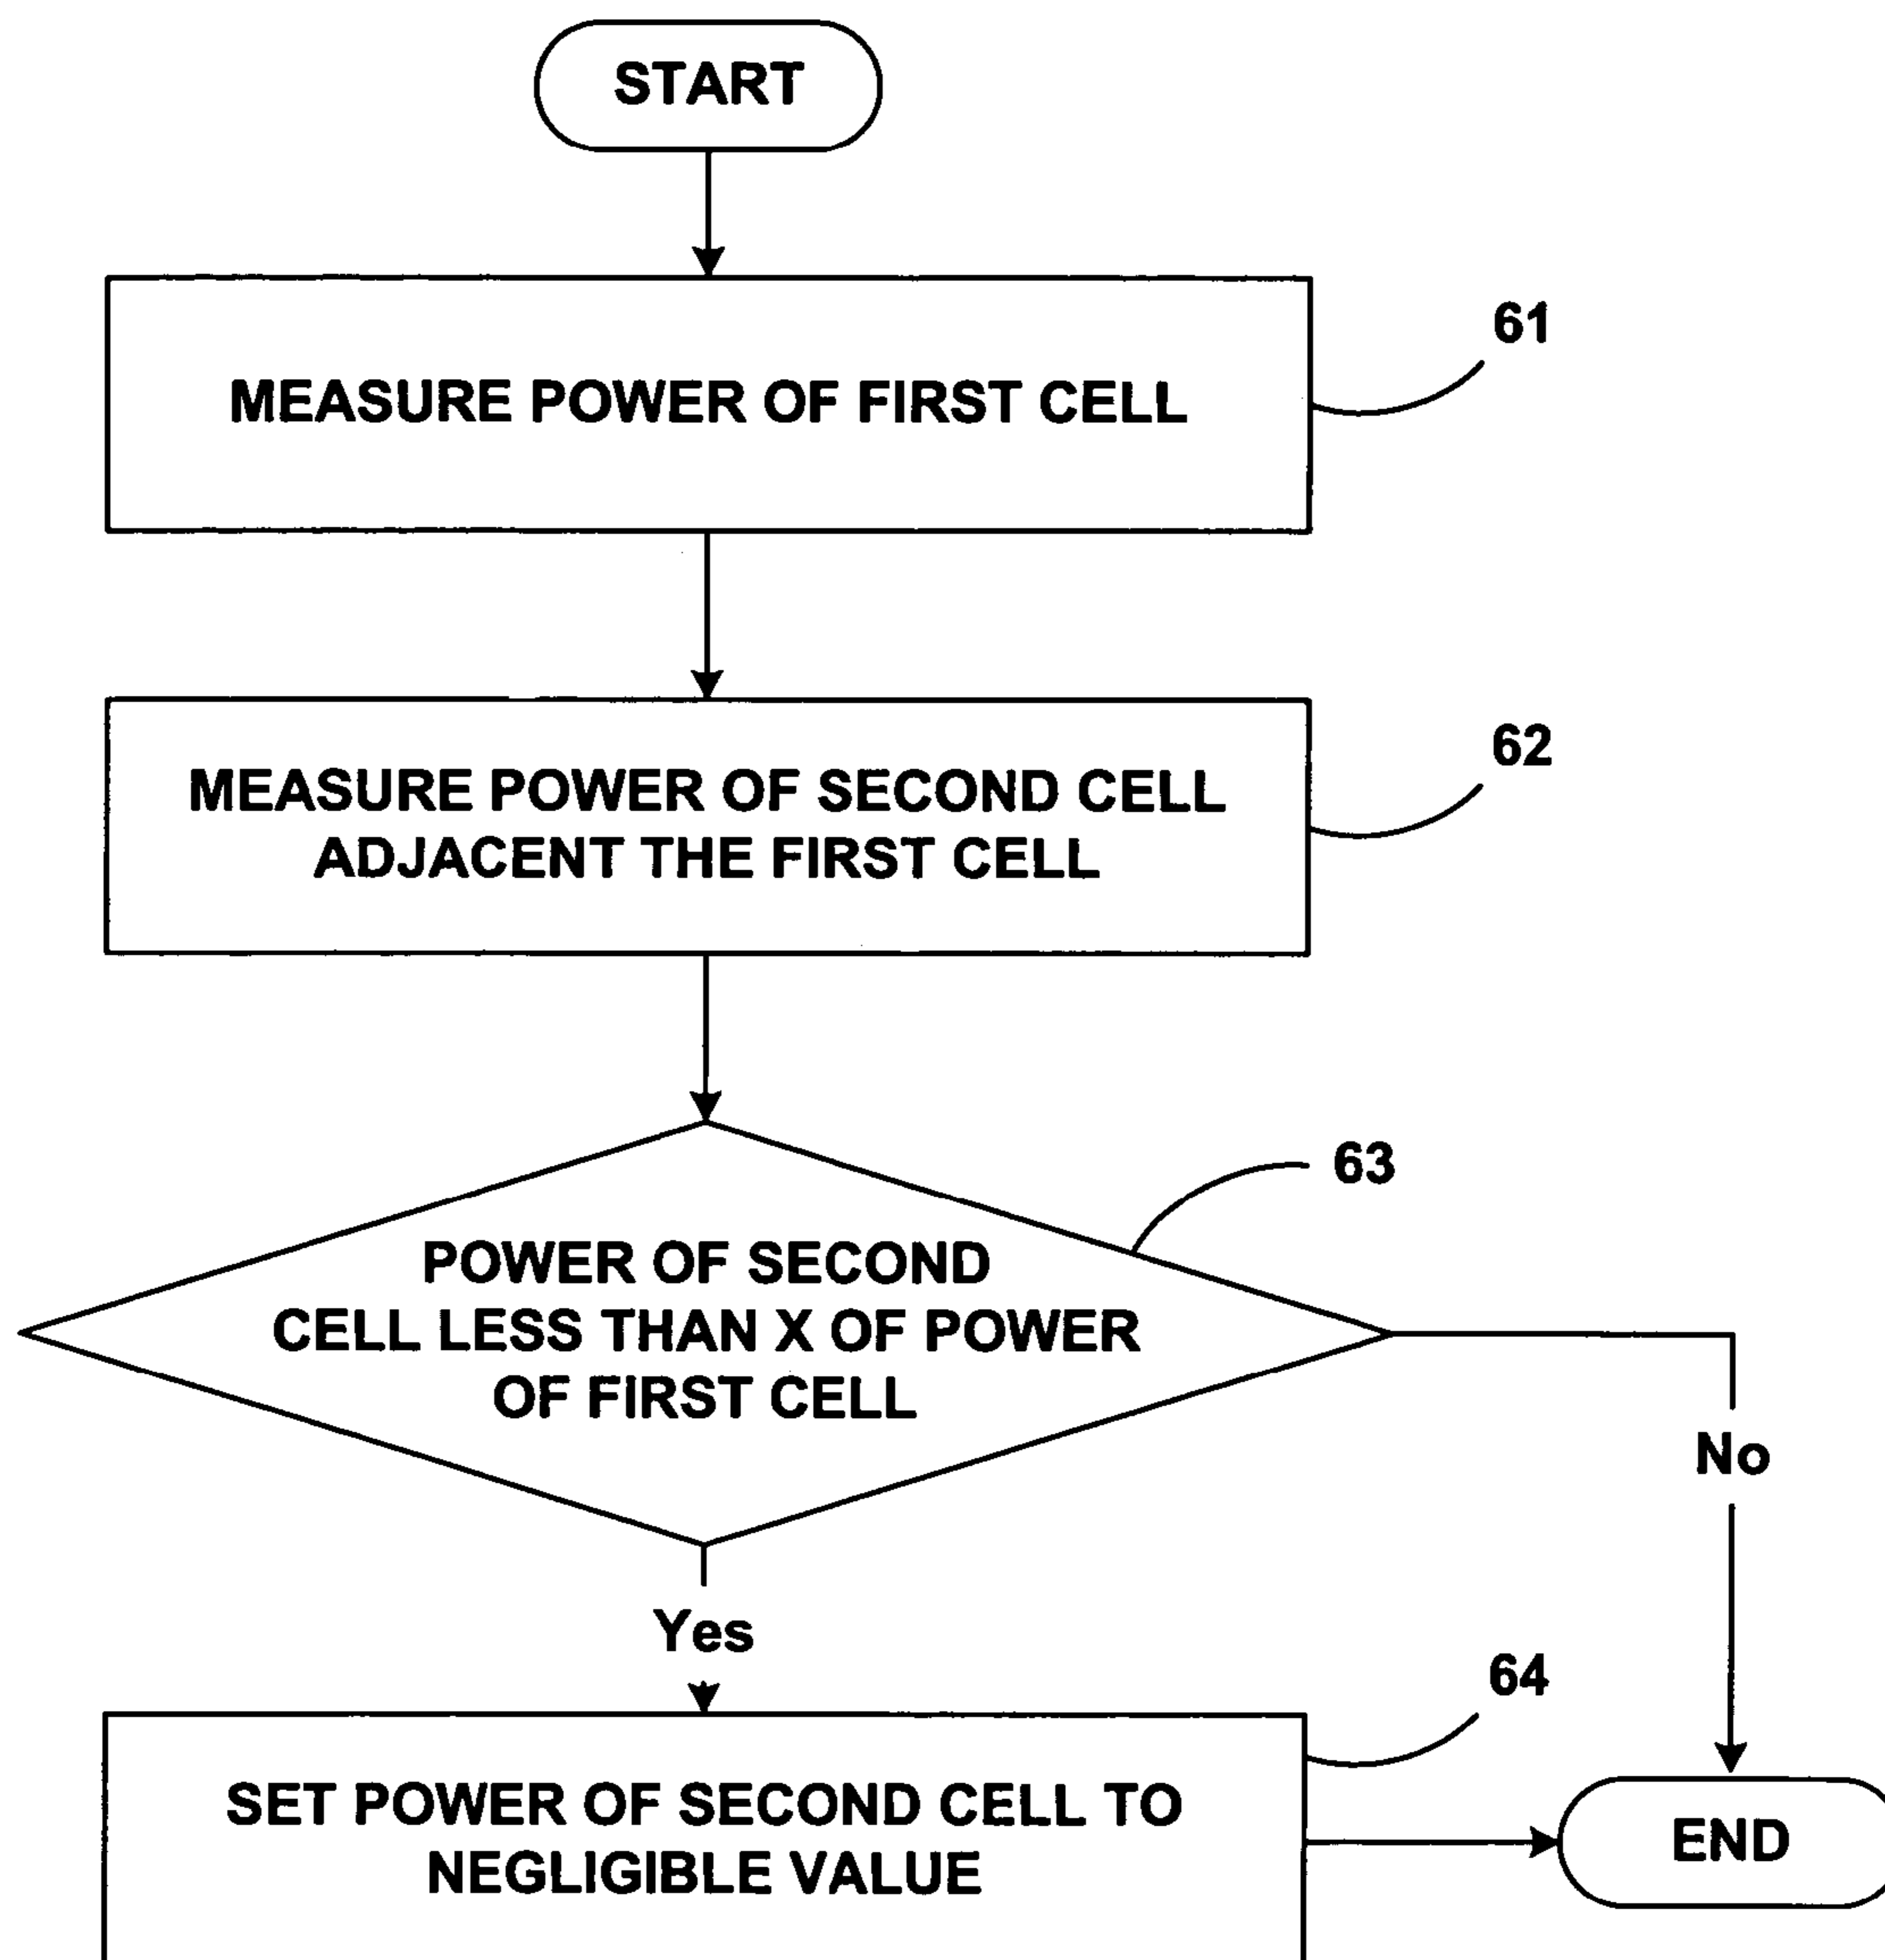 START
MEASURE POWER OF FIRST CELL
61
MEASURE POWER OF SECOND CELL
ADJACENT THE FIRST CELL
62
POWER OF SECOND
CELL LESS THAN X OF POWER
OF FIRST CELL
63
No
Yes
SET POWER OF SECOND CELL TO
NEGLIGIBLE VALUE
64
END